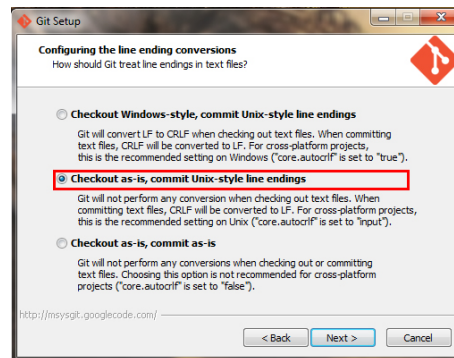 Git Setup
Configuring the line ending conversions
How should Git treat line endings in text files?
Checkout Windows-style, commit Unix-style line endings
Git will convert LF to CRLF when checking out text files. When committing
text files, CRLF will be converted to LF. For cross-platform projects,
this is the recommended setting on Windows ("core.autocrlf" is set to "true").
Checkout as-is, commit Unix-style line endings
Git will not perform any conversion when checking out text files. When
committing text files, CRLF will be converted to LF. For cross-platform projects,
this is the recommended setting on Unix ("core.autocrlf" is set to "input").
Checkout as-is, commit as-is
Git will not perform any conversions when checking out or committing
text files. Choosing this option is not recommended for cross-platform
projects ("core.autocrlf" is set to "false").
http://msysgit.googlecode.com/
< Back Next > Cancel